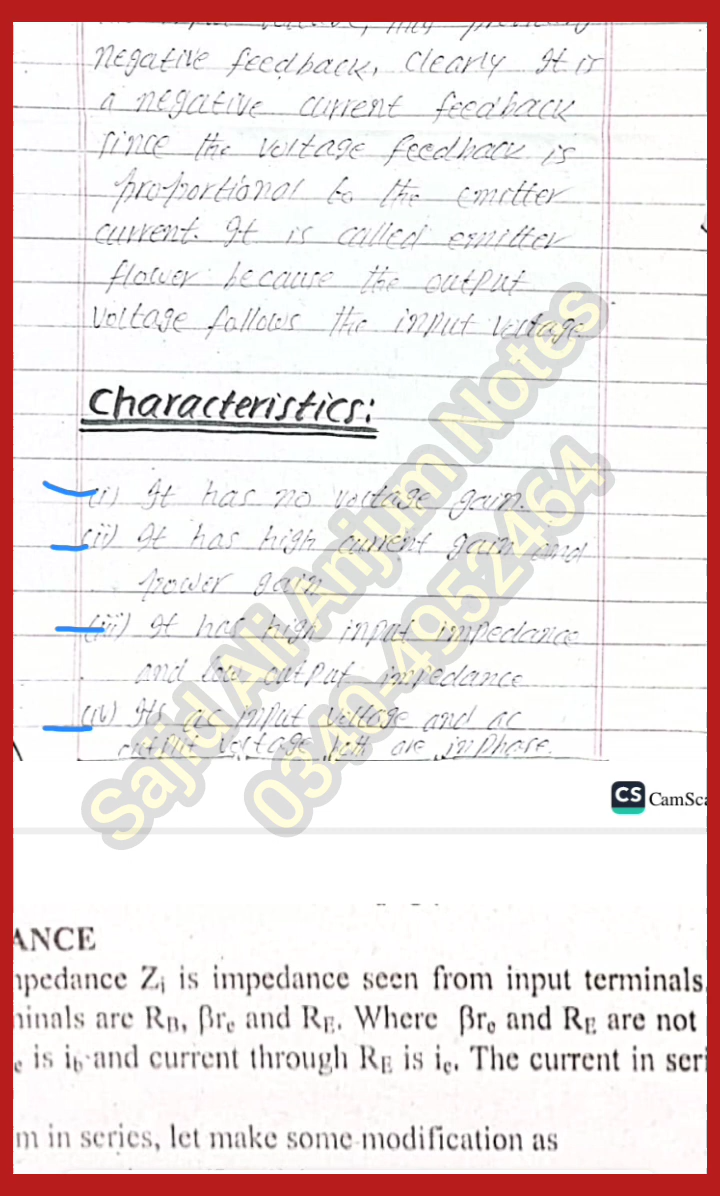 negative feedback, clearly It is
a negative current feedback
since the voltage feedback is
proportional to the emitter
current. It is called emitter
flower because the output
voltage follows the input voltage
Characteristics:
(i) It has no voltage gain.
(ii) It has high current gain and
power gain
(iii) It has high input impedance
and low output impedance
(iv) Its ac input voltage and ac
output voltage both are inphase.
Sajid Ali Anjum Notes
0340-4952464
CS CamSca
ANCE
npedance Zi is impedance seen from input terminals.
ninals are RB, βre and RE. Where βre and RE are not
e is ib and current through RE is ie. The current in seri
m in series, let make some modification as